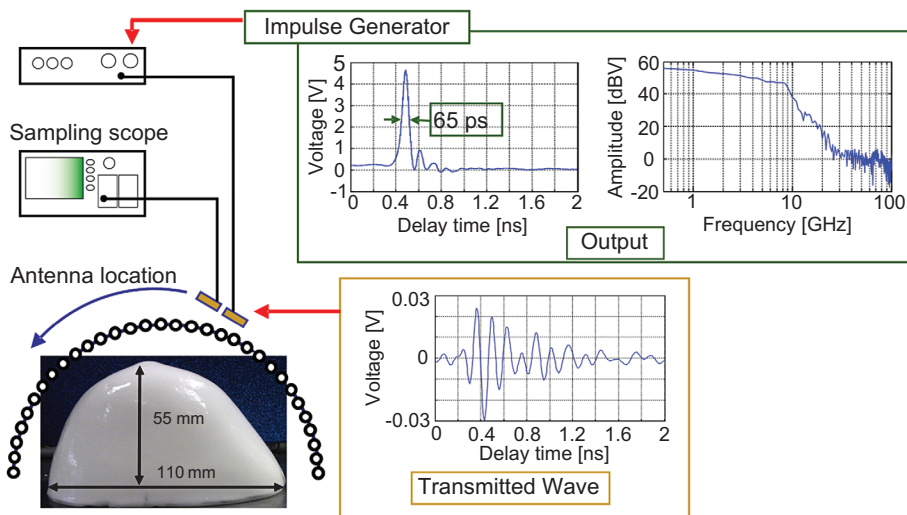 Impulse Generator
Sampling scope
Antenna location
55 mm
110 mm
Voltage [V]
5
4
3
2
1
0
-1
65 ps
0 0.4 0.8 1.2 1.6 2
Delay time [ns]
Amplitude [dBV]
60
40
20
0
-20
1 10 100
Frequency [GHz]
Output
Voltage [V]
0.03
0
-0.03
0 0.4 0.8 1.2 1.6 2
Delay time [ns]
Transmitted Wave